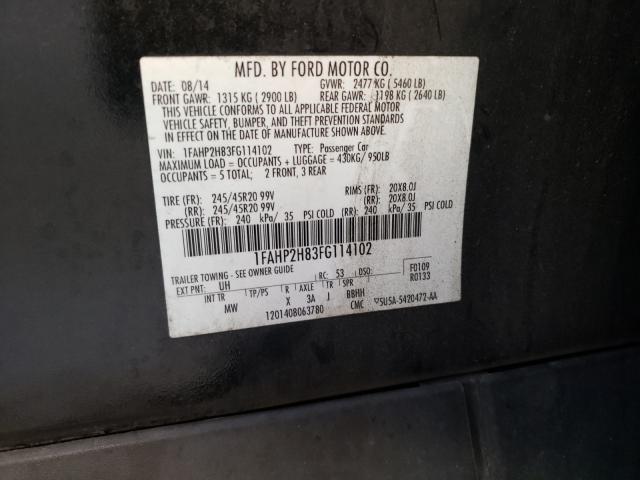 MFD. BY FORD MOTOR CO.
DATE: 08/14 GVWR: 2477 KG ( 5460 LB)
FRONT GAWR: 1315 KG ( 2900 LB) REAR GAWR: 1198 KG ( 2640 LB)
THIS VEHICLE CONFORMS TO ALL APPLICABLE FEDERAL MOTOR
VEHICLE SAFETY, BUMPER, AND THEFT PREVENTION STANDARDS
IN EFFECT ON THE DATE OF MANUFACTURE SHOWN ABOVE.
VIN: 1FAHP2H83FG114102 TYPE: Passenger Car
MAXIMUM LOAD = OCCUPANTS + LUGGAGE = 430KG/ 950LB
OCCUPANTS = 5 TOTAL; 2 FRONT, 3 REAR
TIRE (FR): 245/45R20 99V RIMS (FR): 20X8.0J
(RR): 245/45R20 99V (RR): 20X8.0J
PRESSURE (FR): 240 kPa/ 35 PSI COLD (RR): 240 kPa/ 35 PSI COLD
1FAHP2H83FG114102
TRAILER TOWING - SEE OWNER GUIDE
EXT PNT: UH RC: 53 DSO: F0109
R0133
INT TR TP/PS R AXLE TR SPR
MW X 3A J BBHH
1201408063780 CMC ▽5U5A-5420472-AA